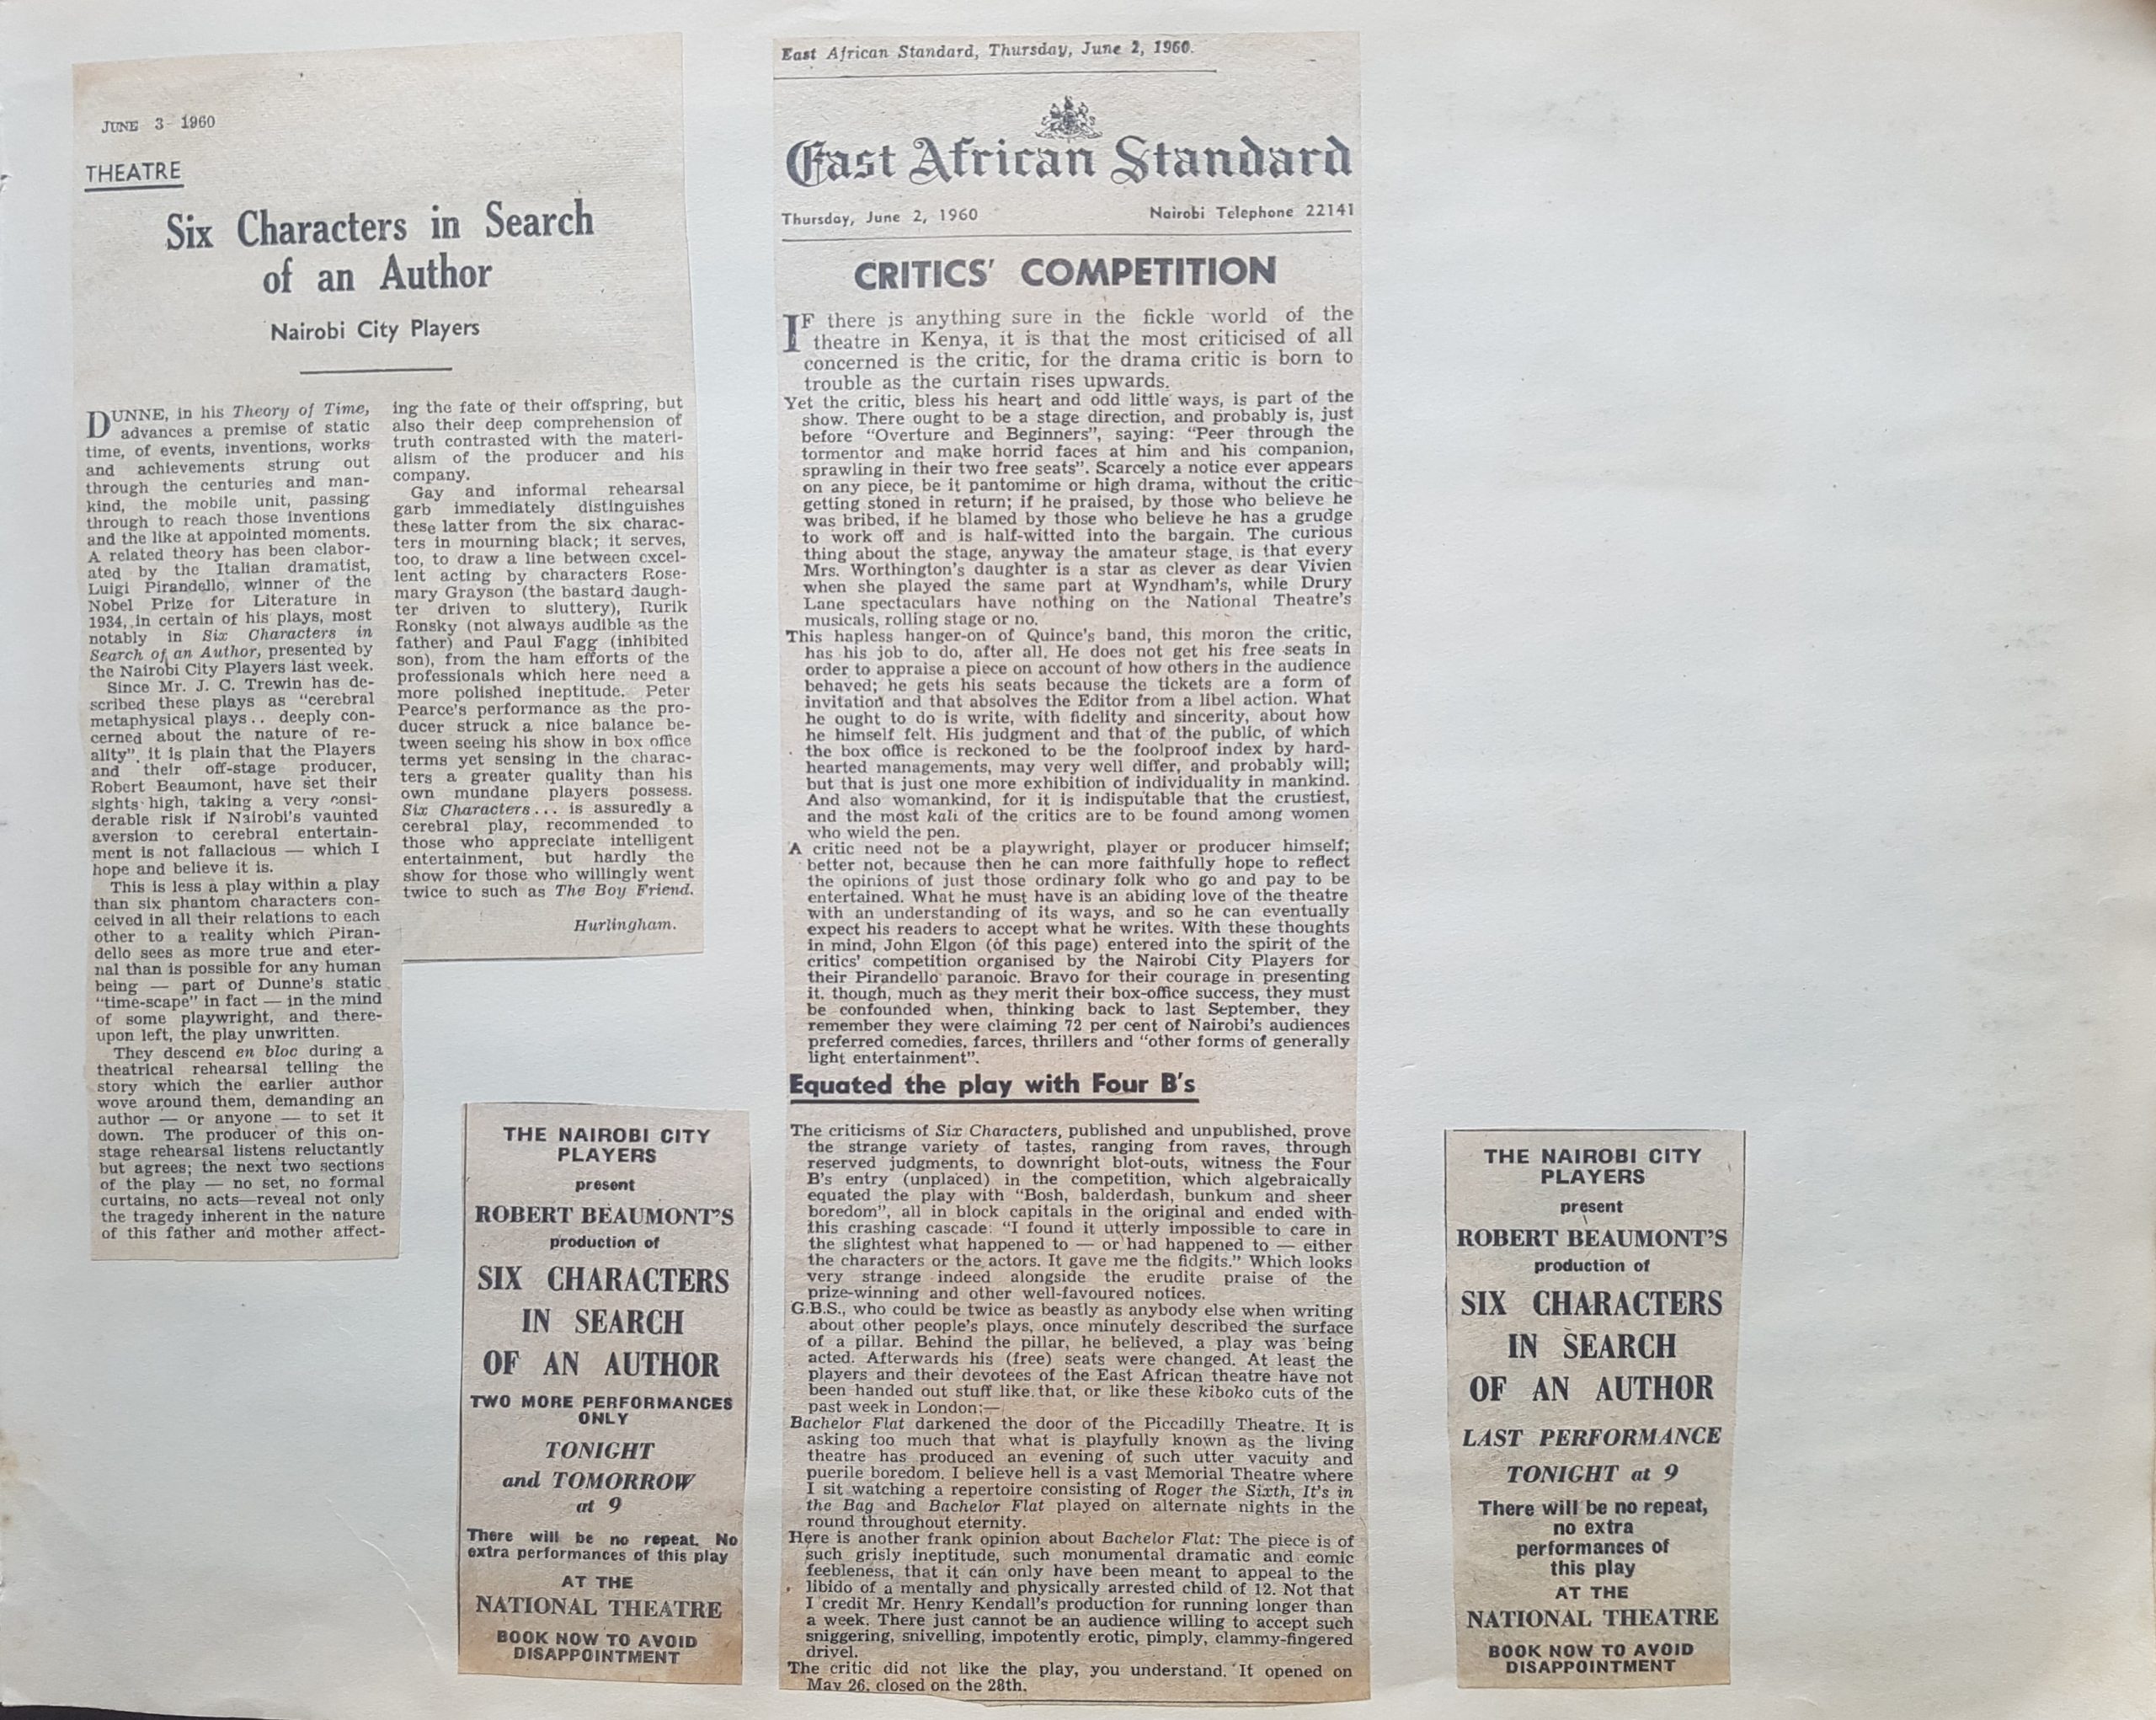 JUNE 3 1960
THEATRE
Six Characters in Search
of an Author
Nairobi City Players
DUNNE, in his Theory of Time,
advances a premise of static
time, of events, inventions, works
and achievements strung out
through the centuries and man-
kind, the mobile unit, passing
through to reach those inventions
and the like at appointed moments.
A related theory has been elabor-
ated by the Italian dramatist,
Luigi Pirandello, winner of the
Nobel Prize for Literature in
1934, in certain of his plays, most
notably in Six Characters in
Search of an Author, presented by
the Nairobi City Players last week.
Since Mr. J. C. Trewin has de-
scribed these plays as "cerebral
metaphysical plays.. deeply con-
cerned about the nature of re-
ality", it is plain that the Players
and their off-stage producer,
Robert Beaumont, have set their
sights high, taking a very consi-
derable risk if Nairobi's vaunted
aversion to cerebral entertain-
ment is not fallacious — which I
hope and believe it is.
This is less a play within a play
than six phantom characters con-
ceived in all their relations to each
other to a reality which Piran-
dello sees as more true and eter-
nal than is possible for any human
being — part of Dunne's static
"time-scape" in fact — in the mind
of some playwright, and there-
upon left, the play unwritten.
They descend en bloc during a
theatrical rehearsal telling the
story which the earlier author
wove around them, demanding an
author — or anyone — to set it
down. The producer of this on-
stage rehearsal listens reluctantly
but agrees; the next two sections
of the play — no set, no formal
curtains, no acts—reveal not only
the tragedy inherent in the nature
of this father and mother affect-
ing the fate of their offspring, but
also their deep comprehension of
truth contrasted with the materi-
alism of the producer and his
company.
Gay and informal rehearsal
garb immediately distinguishes
these latter from the six charac-
ters in mourning black; it serves,
too, to draw a line between excel-
lent acting by characters Rose-
mary Grayson (the bastard daugh-
ter driven to sluttery), Rurik
Ronsky (not always audible as the
father) and Paul Fagg (inhibited
son), from the ham efforts of the
professionals which here need a
more polished ineptitude. Peter
Pearce's performance as the pro-
ducer struck a nice balance be-
tween seeing his show in box office
terms yet sensing in the charac-
ters a greater quality than his
own mundane players possess.
Six Characters... is assuredly a
cerebral play, recommended to
those who appreciate intelligent
entertainment, but hardly the
show for those who willingly went
twice to such as The Boy Friend.
Hurlingham.
THE NAIROBI CITY
PLAYERS
present
ROBERT BEAUMONT'S
production of
SIX CHARACTERS
IN SEARCH
OF AN AUTHOR
TWO MORE PERFORMANCES
ONLY
TONIGHT
and TOMORROW
at 9
There will be no repeat. No
extra performances of this play
AT THE
NATIONAL THEATRE
BOOK NOW TO AVOID
DISAPPOINTMENT
East African Standard, Thursday, June 2, 1960.
East African Standard
Thursday, June 2, 1960 Nairobi Telephone 22141
CRITICS' COMPETITION
IF there is anything sure in the fickle world of the
theatre in Kenya, it is that the most criticised of all
concerned is the critic, for the drama critic is born to
trouble as the curtain rises upwards.
Yet the critic, bless his heart and odd little ways, is part of the
show. There ought to be a stage direction, and probably is, just
before "Overture and Beginners", saying: "Peer through the
tormentor and make horrid faces at him and his companion,
sprawling in their two free seats". Scarcely a notice ever appears
on any piece, be it pantomime or high drama, without the critic
getting stoned in return; if he praised, by those who believe he
was bribed, if he blamed by those who believe he has a grudge
to work off and is half-witted into the bargain. The curious
thing about the stage, anyway the amateur stage, is that every
Mrs. Worthington's daughter is a star as clever as dear Vivien
when she played the same part at Wyndham's, while Drury
Lane spectaculars have nothing on the National Theatre's
musicals, rolling stage or no.
This hapless hanger-on of Quince's band, this moron the critic,
has his job to do, after all. He does not get his free seats in
order to appraise a piece on account of how others in the audience
behaved; he gets his seats because the tickets are a form of
invitation and that absolves the Editor from a libel action. What
he ought to do is write, with fidelity and sincerity, about how
he himself felt. His judgment and that of the public, of which
the box office is reckoned to be the foolproof index by hard-
hearted managements, may very well differ, and probably will;
but that is just one more exhibition of individuality in mankind.
And also womankind, for it is indisputable that the crustiest,
and the most kali of the critics are to be found among women
who wield the pen.
A critic need not be a playwright, player or producer himself;
better not, because then he can more faithfully hope to reflect
the opinions of just those ordinary folk who go and pay to be
entertained. What he must have is an abiding love of the theatre
with an understanding of its ways, and so he can eventually
expect his readers to accept what he writes. With these thoughts
in mind, John Elgon (of this page) entered into the spirit of the
critics' competition organised by the Nairobi City Players for
their Pirandello paranoic. Bravo for their courage in presenting
it, though, much as they merit their box-office success, they must
be confounded when, thinking back to last September, they
remember they were claiming 72 per cent of Nairobi's audiences
preferred comedies, farces, thrillers and "other forms of generally
light entertainment".
Equated the play with Four B's
The criticisms of Six Characters, published and unpublished, prove
the strange variety of tastes, ranging from raves, through
reserved judgments, to downright blot-outs, witness the Four
B's entry (unplaced) in the competition, which algebraically
equated the play with "Bosh, balderdash, bunkum and sheer
boredom", all in block capitals in the original and ended with
this crashing cascade: "I found it utterly impossible to care in
the slightest what happened to — or had happened to — either
the characters or the actors. It gave me the fidgits." Which looks
very strange indeed alongside the erudite praise of the
prize-winning and other well-favoured notices.
G.B.S., who could be twice as beastly as anybody else when writing
about other people's plays, once minutely described the surface
of a pillar. Behind the pillar, he believed, a play was being
acted. Afterwards his (free) seats were changed. At least the
players and their devotees of the East African theatre have not
been handed out stuff like that, or like these kiboko cuts of the
past week in London:—
Bachelor Flat darkened the door of the Piccadilly Theatre. It is
asking too much that what is playfully known as the living
theatre has produced an evening of such utter vacuity and
puerile boredom. I believe hell is a vast Memorial Theatre where
I sit watching a repertoire consisting of Roger the Sixth, It's in
the Bag and Bachelor Flat played on alternate nights in the
round throughout eternity.
Here is another frank opinion about Bachelor Flat: The piece is of
such grisly ineptitude, such monumental dramatic and comic
feebleness, that it can only have been meant to appeal to the
libido of a mentally and physically arrested child of 12. Not that
I credit Mr. Henry Kendall's production for running longer than
a week. There just cannot be an audience willing to accept such
sniggering, snivelling, impotently erotic, pimply, clammy-fingered
drivel.
The critic did not like the play, you understand. It opened on
May 26, closed on the 28th.
THE NAIROBI CITY
PLAYERS
present
ROBERT BEAUMONT'S
production of
SIX CHARACTERS
IN SEARCH
OF AN AUTHOR
LAST PERFORMANCE
TONIGHT at 9
There will be no repeat,
no extra
performances of
this play
AT THE
NATIONAL THEATRE
BOOK NOW TO AVOID
DISAPPOINTMENT